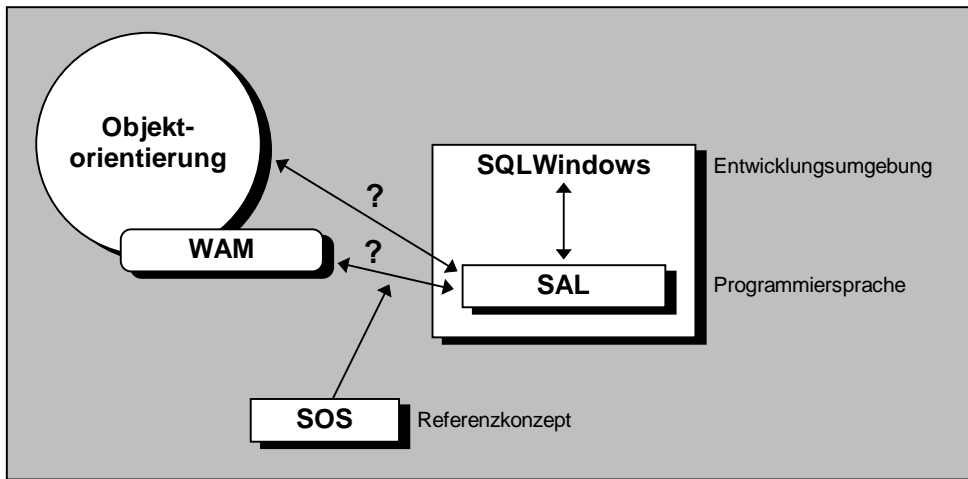 Objekt-
orientierung
WAM
?
?
SQLWindows
SAL
Entwicklungsumgebung
Programmiersprache
SOS
Referenzkonzept